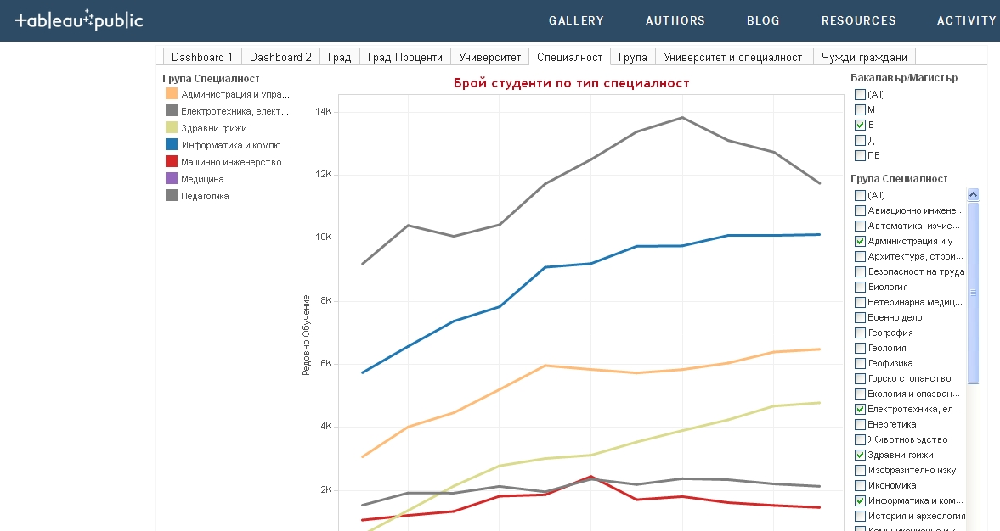 +ableau+public
GALLERY AUTHORS BLOG RESOURCES ACTIVITY
Dashboard 1 Dashboard 2 Град Град Проценти Университет Специалност Група Университет и специалност Чужди граждани
Група Специалност
Администрация и упра...
Електротехника, елект...
Здравни грижи
Информатика и компю...
Машинно инженерство
Медицина
Педагогика
Брой студенти по тип специалност
14K
12K
10K
8K
6K
4K
2K
Редовно Обучение
Бакалавър/Магистър
(All)
М
Б
Д
ПБ
Група Специалност
(All)
Авиационно инжене...
Автоматика, изчис...
Администрация и у...
Архитектура, строи...
Безопасност на труда
Биология
Ветеринарна медиц...
Военно дело
География
Геология
Геофизика
Горско стопанство
Екология и опазван...
Електротехника, ел...
Енергетика
Животновъдство
Здравни грижи
Изобразително изку...
Икономика
Информатика и ком...
История и археология